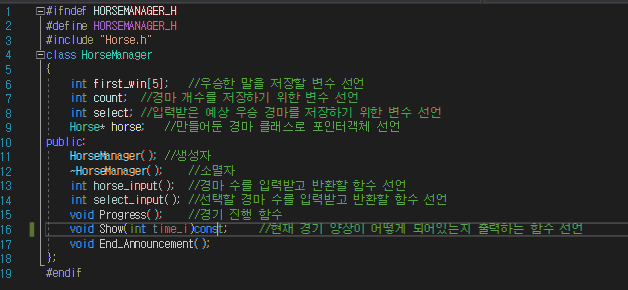 1 #ifndef HORSEMANAGER_H
2 #define HORSEMANAGER_H
3 #include "Horse.h"
4 class HorseManager
5 {
6 int first_win[5]; //우승한 말을 저장할 변수 선언
7 int count; //경마 개수를 저장하기 위한 변수 선언
8 int select; //입력받은 예상 우승 경마를 저장하기 위한 변수 선언
9 Horse* horse; //만들어둔 경마 클래스로 포인터객체 선언
10 public:
11 HorseManager(); //생성자
12 ~HorseManager(); //소멸자
13 int horse_input(); //경마 수를 입력받고 반환할 함수 선언
14 int select_input(); //선택할 경마 수를 입력받고 반환할 함수 선언
15 void Progress(); //경기 진행 함수
16 void Show(int time_i)const; //현재 경기 양상이 어떻게 되어있는지 출력하는 함수 선언
17 void End_Announcement();
18 };
19 #endif